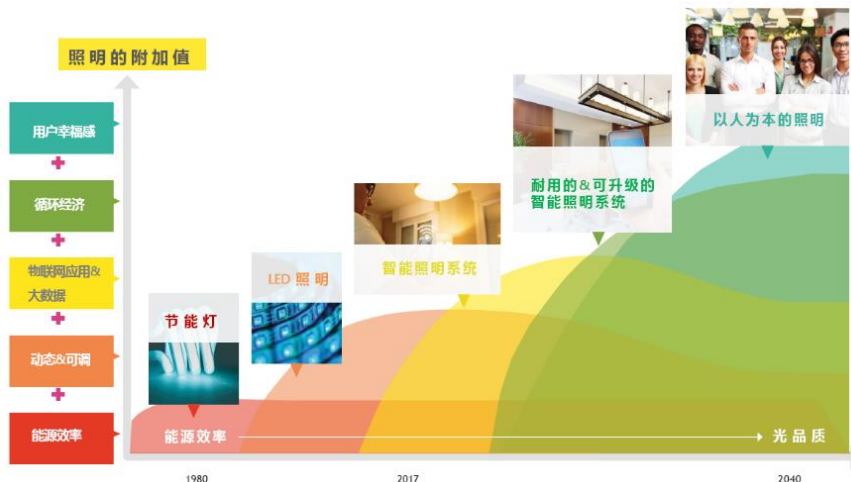 照明的附加值
用户幸福感
循环经济
物联网应用&
大数据
动态&可调
能源效率
节能灯
LED 照明
智能照明系统
耐用的&可升级的
智能照明系统
以人为本的照明
能源效率
光品质
1980
2017
2040